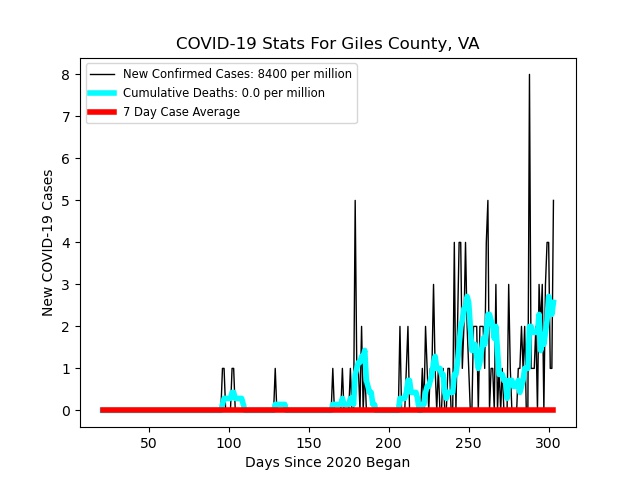 COVID-19 Stats For Giles County, VA
New Confirmed Cases: 8400 per million
Cumulative Deaths: 0.0 per million
7 Day Case Average
New COVID-19 Cases
8
7
6
5
4
3
2
1
0
50 100 150 200 250 300
Days Since 2020 Began